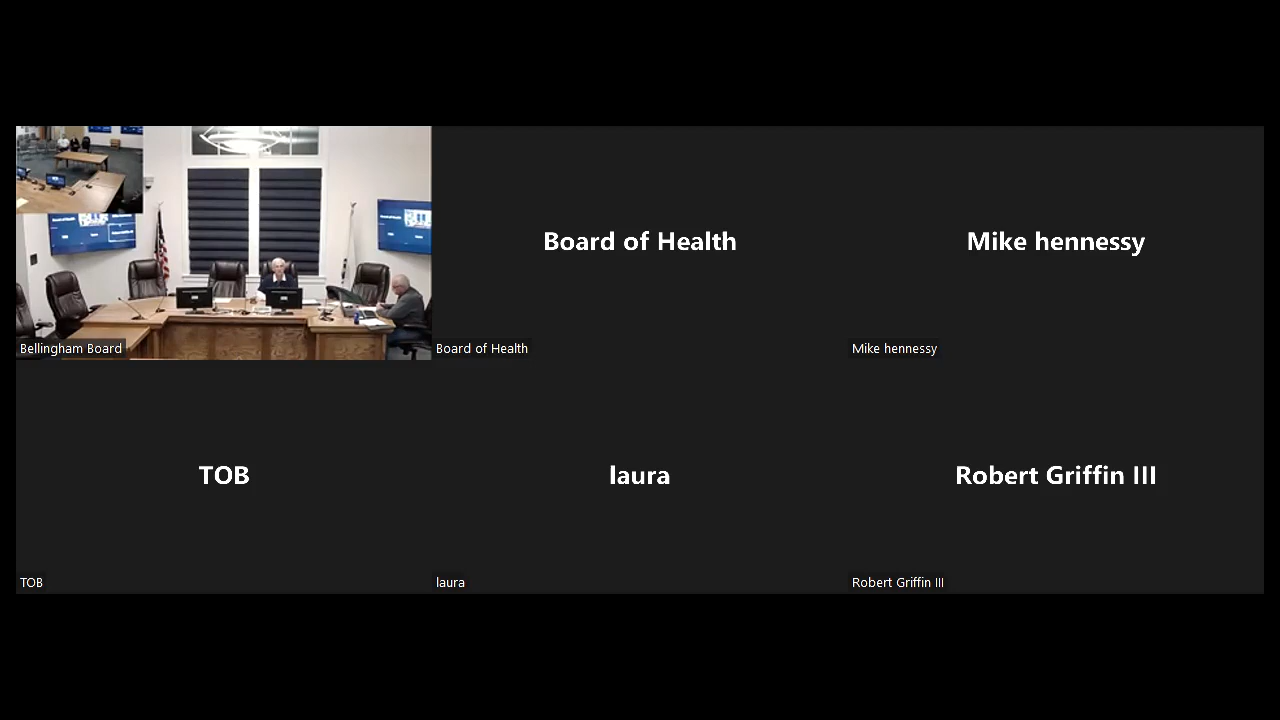 Board of Health
Mike hennessy
Bellingham Board
Board of Health
Mike hennessy
TOB
laura
Robert Griffin III
TOB
laura
Robert Griffin III